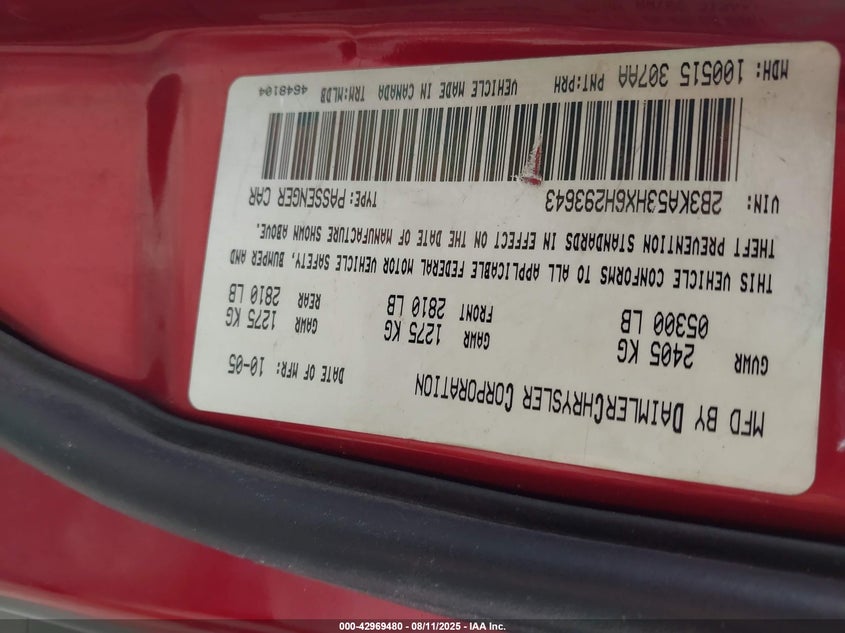 MFD BY DAIMLERCHRYSLER CORPORATION
DATE OF MFR: 10-05
GVWR 2405 KG 05300 LB
GAWR FRONT 1275 KG 2810 LB
GAWR REAR 1275 KG 2810 LB
THIS VEHICLE CONFORMS TO ALL APPLICABLE FEDERAL MOTOR VEHICLE SAFETY, BUMPER AND
THEFT PREVENTION STANDARDS IN EFFECT ON THE DATE OF MANUFACTURE SHOWN ABOVE.
VIN: 2B3KA53HX6H293643 TYPE: PASSENGER CAR
MDH: 100515 307AA PNT:PRH VEHICLE MADE IN CANADA TRM:MLDB 4648104
000-42969480 - 08/11/2025 - IAA Inc.